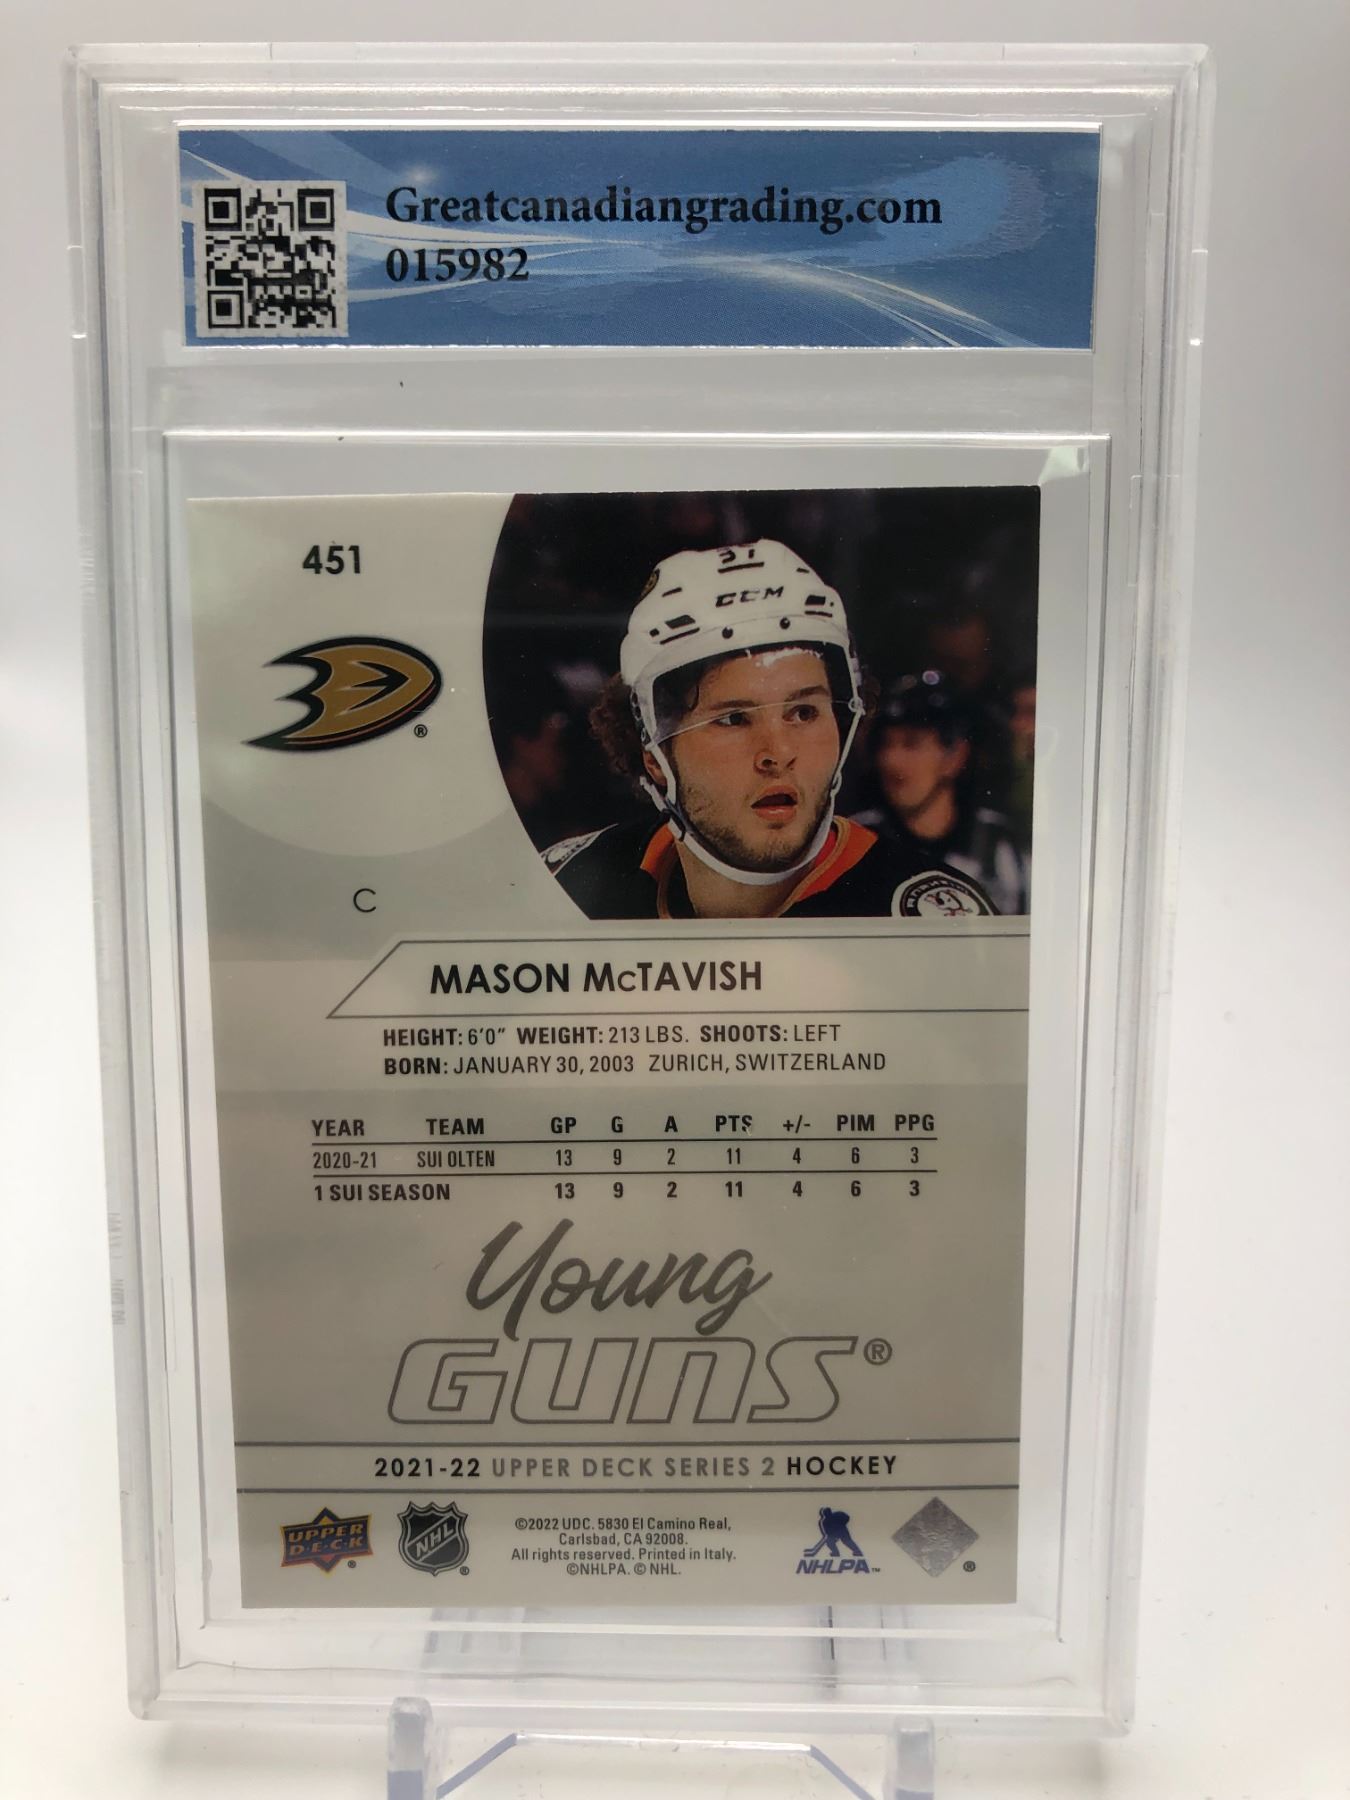 Greatcanadiangrading.com
015982
451
37
CCM
®
C
MASON McTAVISH
HEIGHT: 6'0" WEIGHT: 213 LBS. SHOOTS: LEFT
BORN: JANUARY 30, 2003 ZURICH, SWITZERLAND
YEAR TEAM GP G A PTS +/- PIM PPG
2020-21 SUI OLTEN 13 9 2 11 4 6 3
1 SUI SEASON 13 9 2 11 4 6 3
Young
GUNS®
2021-22 UPPER DECK SERIES 2 HOCKEY
UPPER
D·E·C·K
®
NHL
®
©2022 UDC. 5830 El Camino Real,
Carlsbad, CA 92008.
All rights reserved. Printed in Italy.
©NHLPA. © NHL.
NHLPA™
®